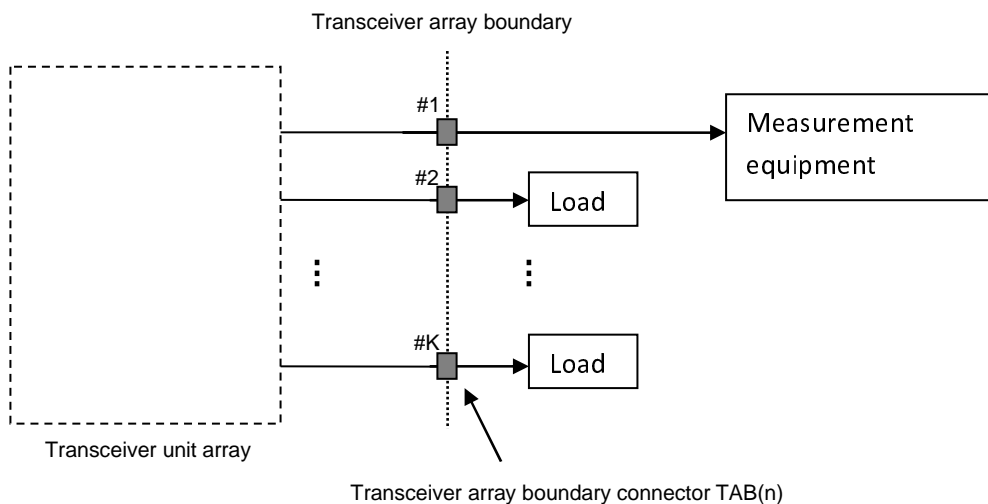 Transceiver array boundary
#1
Measurement
equipment
#2
Load
#K
Load
Transceiver unit array
Transceiver array boundary connector TAB(n)